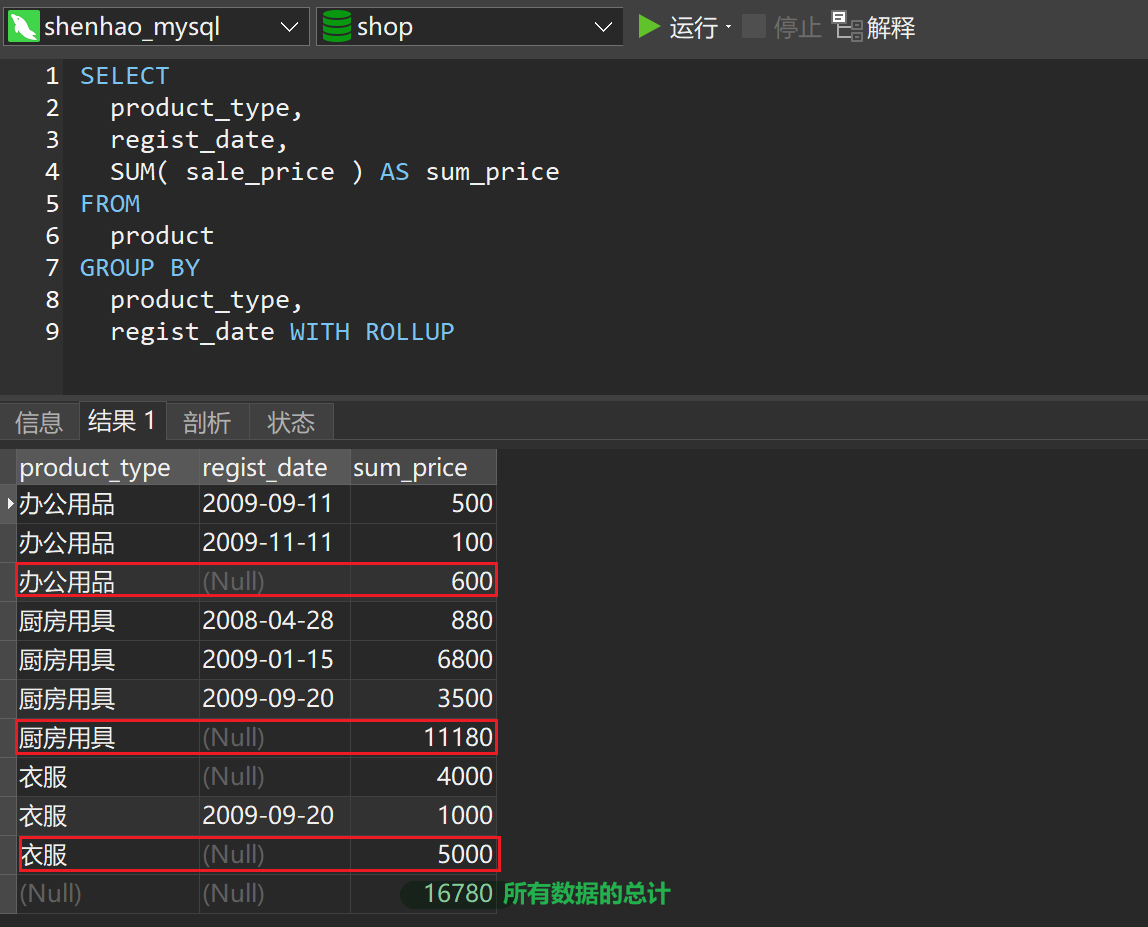 shenhao_mysql shop 运行 停止 解释
1 SELECT
2 product_type,
3 regist_date,
4 SUM( sale_price ) AS sum_price
5 FROM
6 product
7 GROUP BY
8 product_type,
9 regist_date WITH ROLLUP
信息 结果 1 剖析 状态
product_type regist_date sum_price
办公用品 2009-09-11 500
办公用品 2009-11-11 100
办公用品 (Null) 600
厨房用具 2008-04-28 880
厨房用具 2009-01-15 6800
厨房用具 2009-09-20 3500
厨房用具 (Null) 11180
衣服 (Null) 4000
衣服 2009-09-20 1000
衣服 (Null) 5000
(Null) (Null) 16780 所有数据的总计